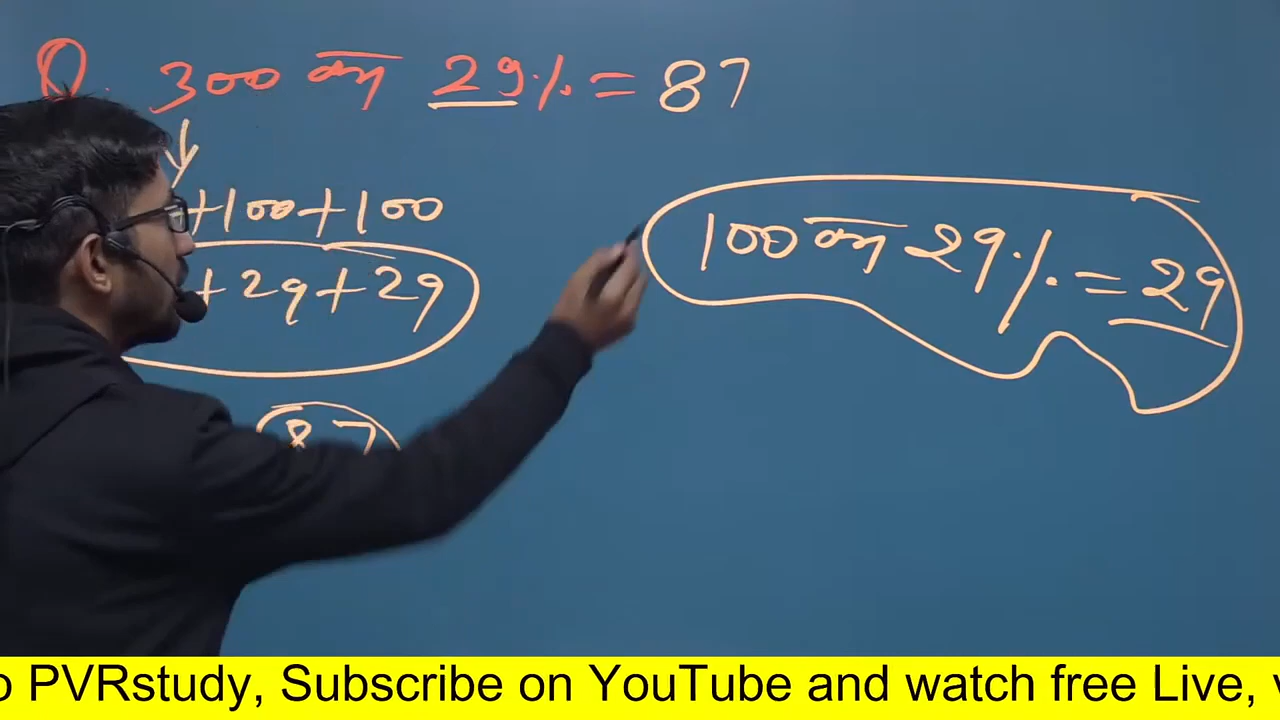 Q. 300 का 29% = 87
+100+100
+29+29
87
100 का 29% = 29
PVRstudy, Subscribe on YouTube and watch free Live,